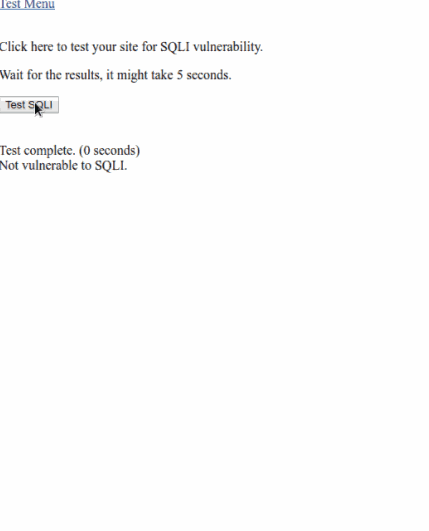 Test Menu
Click here to test your site for SQLI vulnerability.
Wait for the results, it might take 5 seconds.
Test SQLI
Test complete. (0 seconds)
Not vulnerable to SQLI.